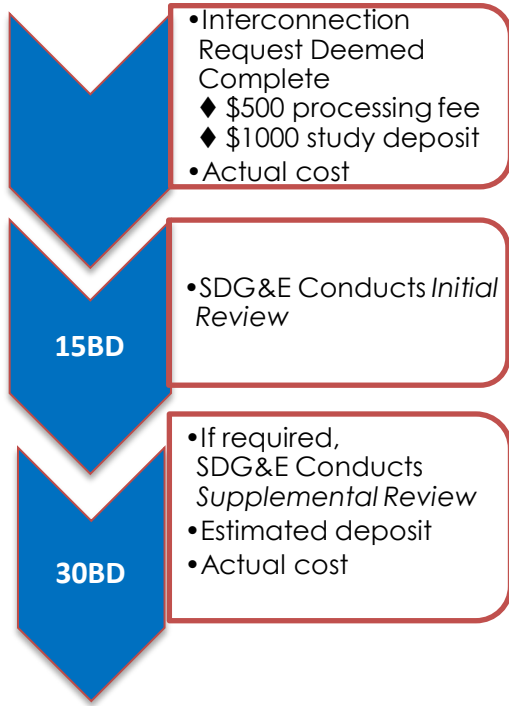 •Interconnection
Request Deemed
Complete
♦ $500 processing fee
♦ $1000 study deposit
•Actual cost
15BD
•SDG&E Conducts Initial
Review
30BD
•If required,
SDG&E Conducts
Supplemental Review
•Estimated deposit
•Actual cost